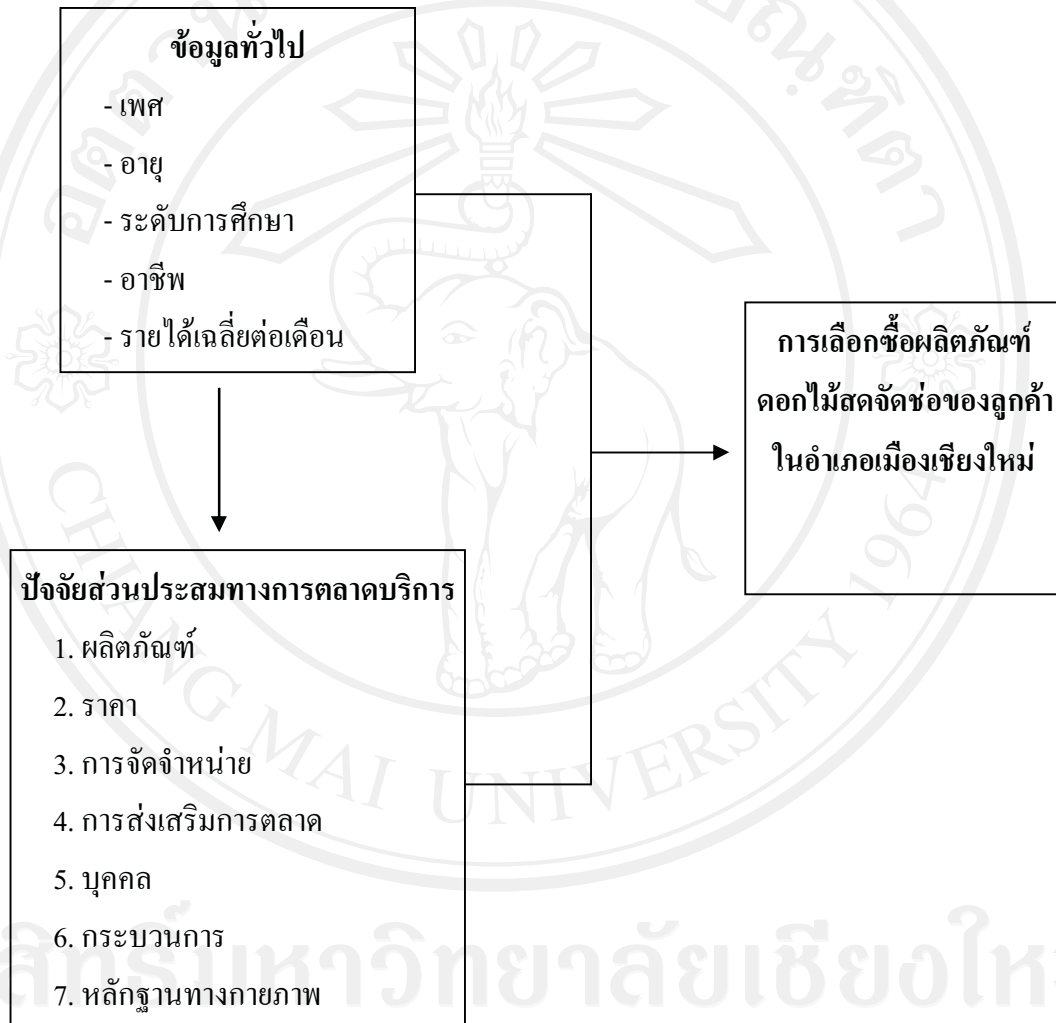 ข้อมูลทั่วไป
- เพศ
- อายุ
- ระดับการศึกษา
- อาชีพ
- รายได้เฉลี่ยต่อเดือน
การเลือกซื้อผลิตภัณฑ์
ดอกไม้สดจัดช่อของลูกค้า
ในอำเภอเมืองเชียงใหม่
ปัจจัยส่วนประสมทางการตลาดบริการ
1. ผลิตภัณฑ์
2. ราคา
3. การจัดจำหน่าย
4. การส่งเสริมการตลาด
5. บุคคล
6. กระบวนการ
7. หลักฐานทางกายภาพ
CHIANG MAI UNIVERSITY 1964